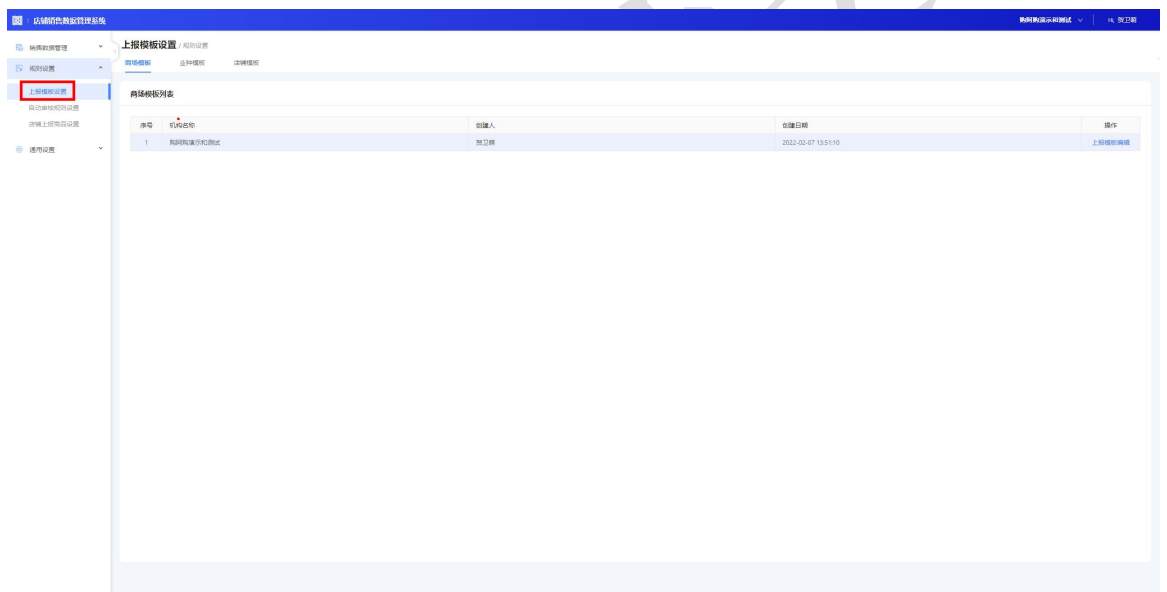 店铺销售数据管理系统
购阿购演示和测试
Hi, 贺卫萌
销售数据管理
规则设置
上报模板设置
自动审核规则设置
店铺上报商品设置
通用设置
上报模板设置 / 规则设置
商场模板 业种模板 店铺模板
商场模板列表
序号 机构名称 创建人 创建日期 操作
1 购阿购演示和测试 2022-02-07 13:51:10 上报模板编辑